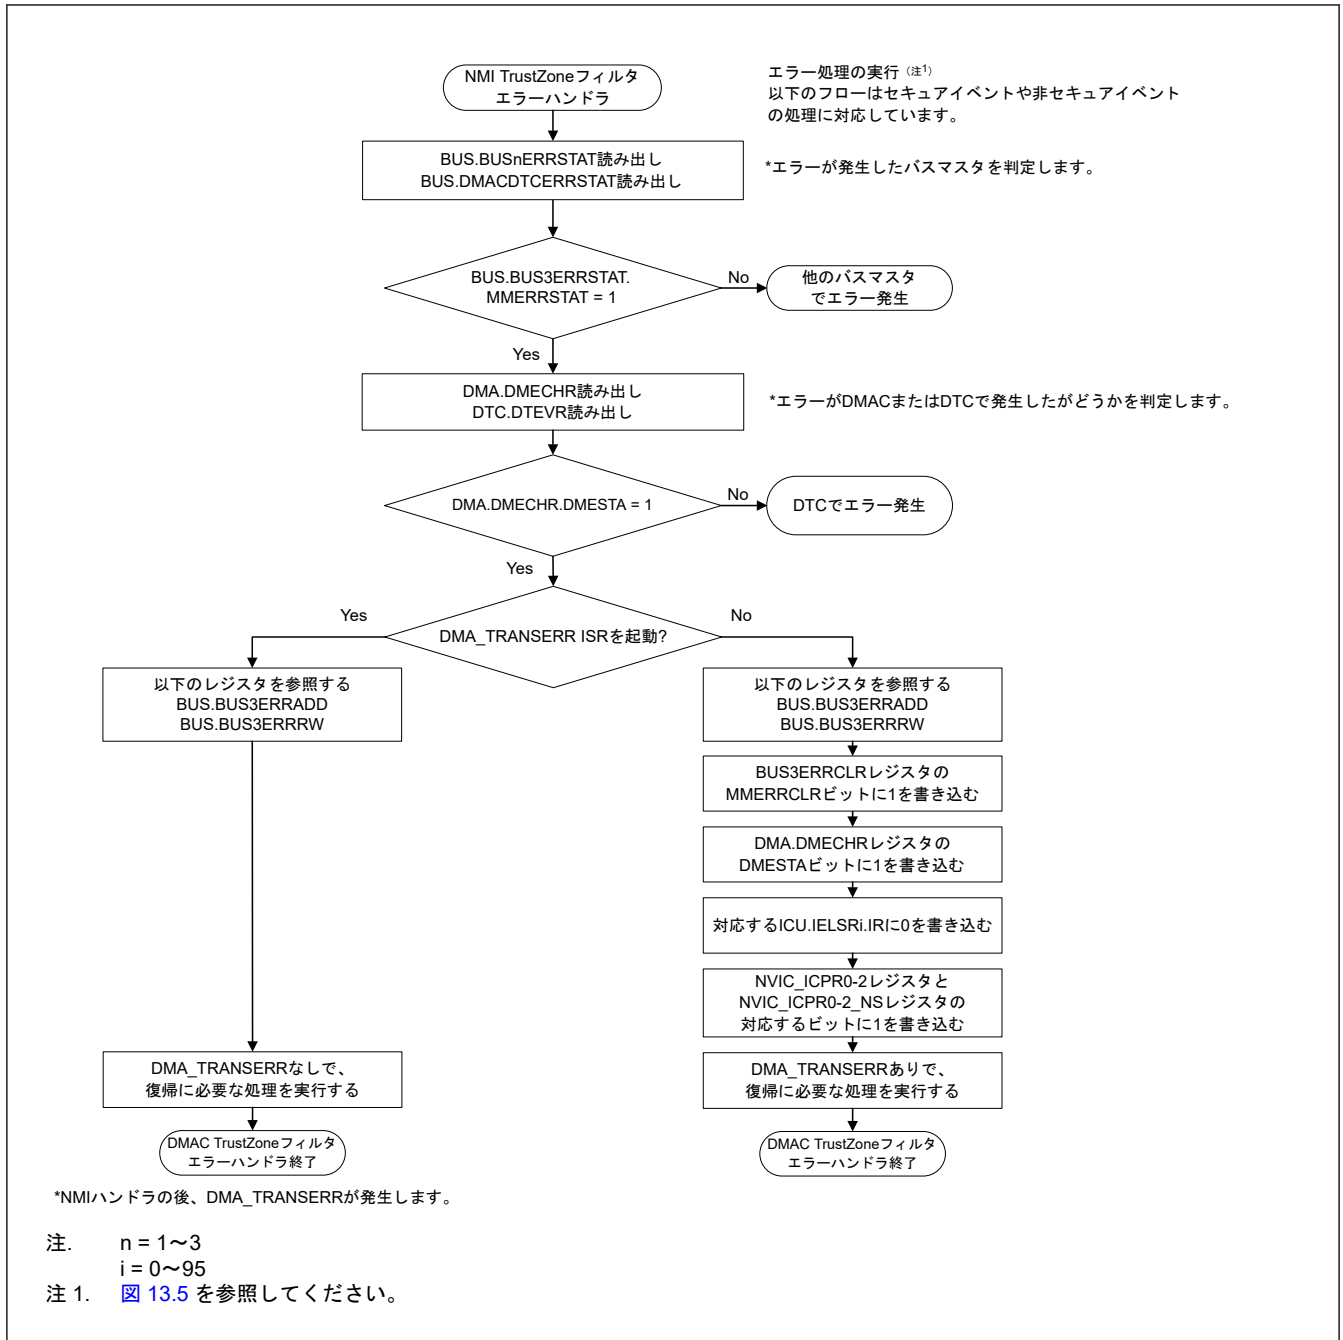 NMI TrustZoneフィルタ
エラーハンドラ
エラー処理の実行（注1）
以下のフローはセキュアイベントや非セキュアイベント
の処理に対応しています。
BUS.BUSnERRSTAT読み出し
BUS.DMACDTCERRSTAT読み出し
*エラーが発生したバスマスタを判定します。
BUS.BUS3ERRSTAT.
MMERRSTAT = 1
No
他のバスマスタ
でエラー発生
Yes
DMA.DMECHR読み出し
DTC.DTEVR読み出し
*エラーがDMACまたはDTCで発生したがどうかを判定します。
DMA.DMECHR.DMESTA = 1
No
DTCでエラー発生
Yes
DMA_TRANSERR ISRを起動?
Yes
No
以下のレジスタを参照する
BUS.BUS3ERRADD
BUS.BUS3ERRRW
以下のレジスタを参照する
BUS.BUS3ERRADD
BUS.BUS3ERRRW
BUS3ERRCLRレジスタの
MMERRCLRビットに1を書き込む
DMA.DMECHRレジスタの
DMESTAビットに1を書き込む
対応するICU.IELSRi.IRに0を書き込む
NVIC_ICPR0-2レジスタと
NVIC_ICPR0-2_NSレジスタの
対応するビットに1を書き込む
DMA_TRANSERRなしで、
復帰に必要な処理を実行する
DMA_TRANSERRありで、
復帰に必要な処理を実行する
DMAC TrustZoneフィルタ
エラーハンドラ終了
DMAC TrustZoneフィルタ
エラーハンドラ終了
*NMIハンドラの後、DMA_TRANSERRが発生します。
注. n = 1～3
i = 0～95
注 1. 図 13.5 を参照してください。